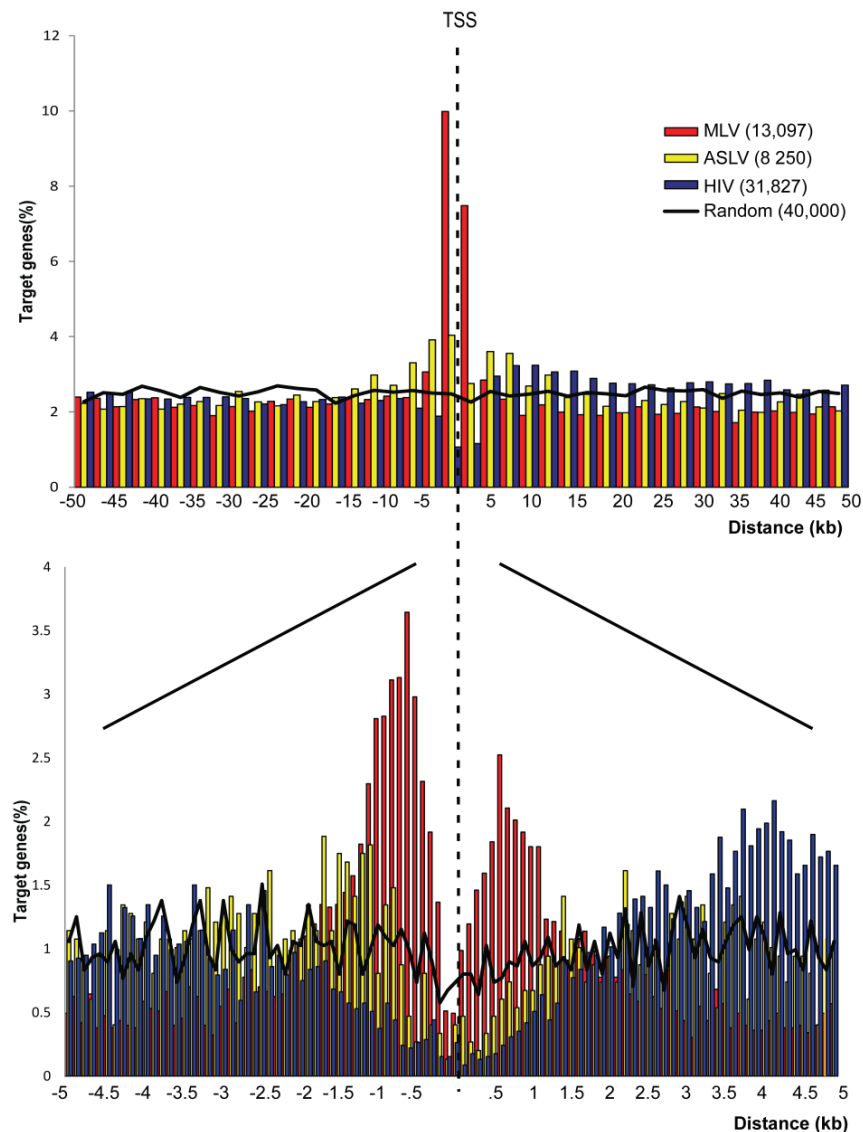 TSS
12
10
8
6
4
2
0
Target genes(%)
MLV (13,097)
ASLV (8 250)
HIV (31,827)
Random (40,000)
-50 -45 -40 -35 -30 -25 -20 -15 -10 -5 5 10 15 20 25 30 35 40 45 50
Distance (kb)
4
3.5
3
2.5
2
1.5
1
0.5
0
Target genes(%)
-5 -4.5 -4 -3.5 -3 -2.5 -2 -1.5 -1 -.5 .5 1 1.5 2 2.5 3 3.5 4 4.5 5
Distance (kb)